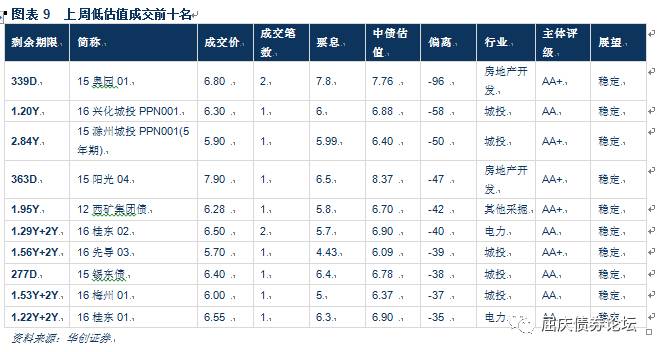 图表 9 上周低估值成交前十名
剩余期限 简称 成交价 成交笔数 票息 中债估值 偏离 行业 主体评级 展望
339D 15 奥园 01 6.80 2 7.8 7.76 -96 房地产开发 AA+ 稳定
1.20Y 16 兴化城投 PPN001 6.30 1 6 6.88 -58 城投 AA 稳定
2.84Y 15 滁州城投 PPN001(5年期) 5.90 1 5.99 6.40 -50 城投 AA 稳定
363D 15 阳光 04 7.90 1 6.5 8.37 -47 房地产开发 AA+ 稳定
1.95Y 12 西矿集团债 6.28 1 5.8 6.70 -42 其他采掘 AA+ 稳定
1.29Y+2Y 16 桂东 02 6.50 2 5.7 6.90 -40 电力 AA 稳定
1.56Y+2Y 16 先导 03 5.70 1 4.43 6.09 -39 城投 AA+ 稳定
277D 15 绥东债 6.40 1 6.4 6.78 -38 城投 AA 稳定
1.53Y+2Y 16 梅州 01 6.00 1 5 6.37 -37 城投 AA 稳定
1.22Y+2Y 16 桂东 01 6.55 1 6.3 6.90 -35 电力 AA 稳定
资料来源：华创证券
屈庆债券论坛